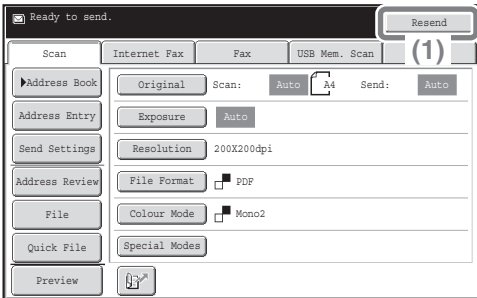 Ready to send.
Resend
(1)
Scan Internet Fax Fax USB Mem. Scan
Address Book Original Scan: Auto A4 Send: Auto
Address Entry Exposure Auto
Send Settings Resolution 200X200dpi
Address Review File Format PDF
File Colour Mode Mono2
Quick File Special Modes
Preview